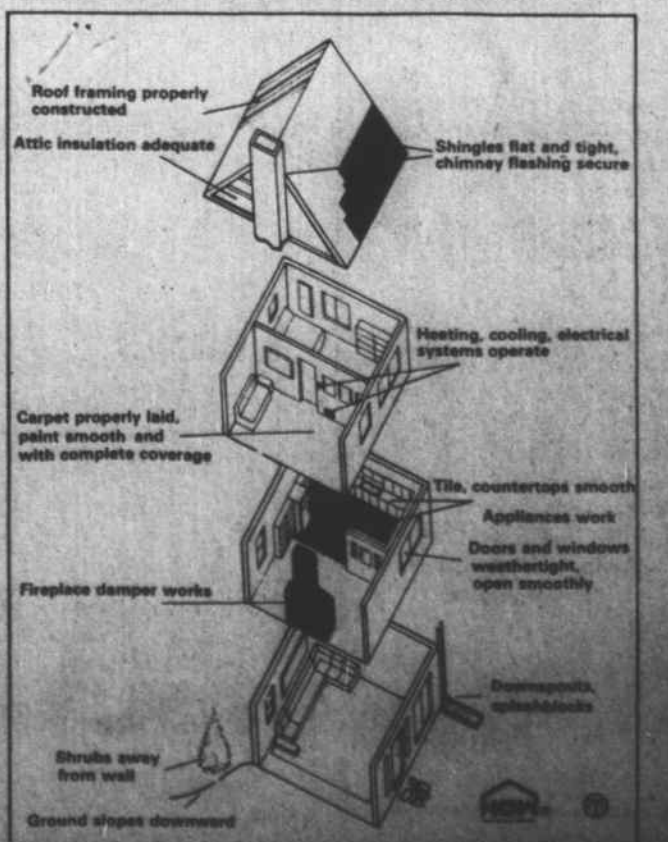 Roof framing properly
constructed
Attic insulation adequate
Shingles flat and tight,
chimney flashing secure
Heating, cooling, electrical
systems operate
Carpet properly laid,
paint smooth and
with complete coverage
Tile, countertops smooth
Appliances work
Doors and windows
weathertight,
open smoothly
Fireplace damper works
Downspouts,
splashblocks
Shrubs away
from wall
Ground slopes downward